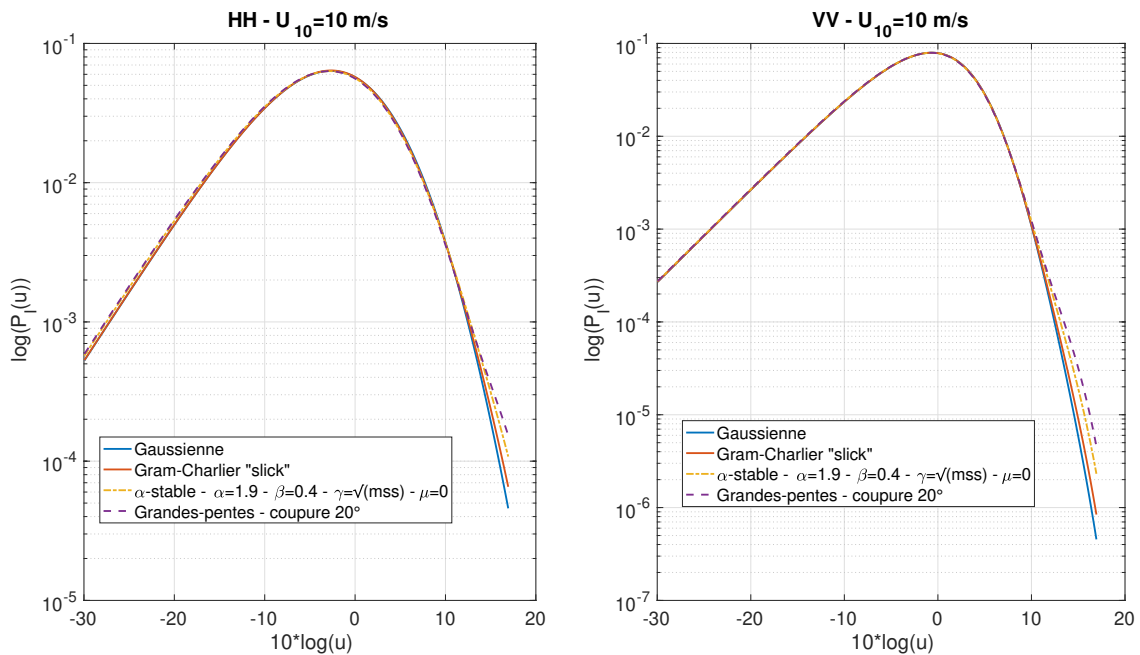 HH - U10=10 m/s
log(PI(u))
10^-1
10^-2
10^-3
10^-4
10^-5
-30 -20 -10 0 10 20
10*log(u)
Gaussienne
Gram-Charlier "slick"
α-stable - α=1.9 - β=0.4 - γ=√(mss) - μ=0
Grandes-pentes - coupure 20°
VV - U10=10 m/s
log(PI(u))
10^-1
10^-2
10^-3
10^-4
10^-5
10^-6
10^-7
-30 -20 -10 0 10 20
10*log(u)
Gaussienne
Gram-Charlier "slick"
α-stable - α=1.9 - β=0.4 - γ=√(mss) - μ=0
Grandes-pentes - coupure 20°